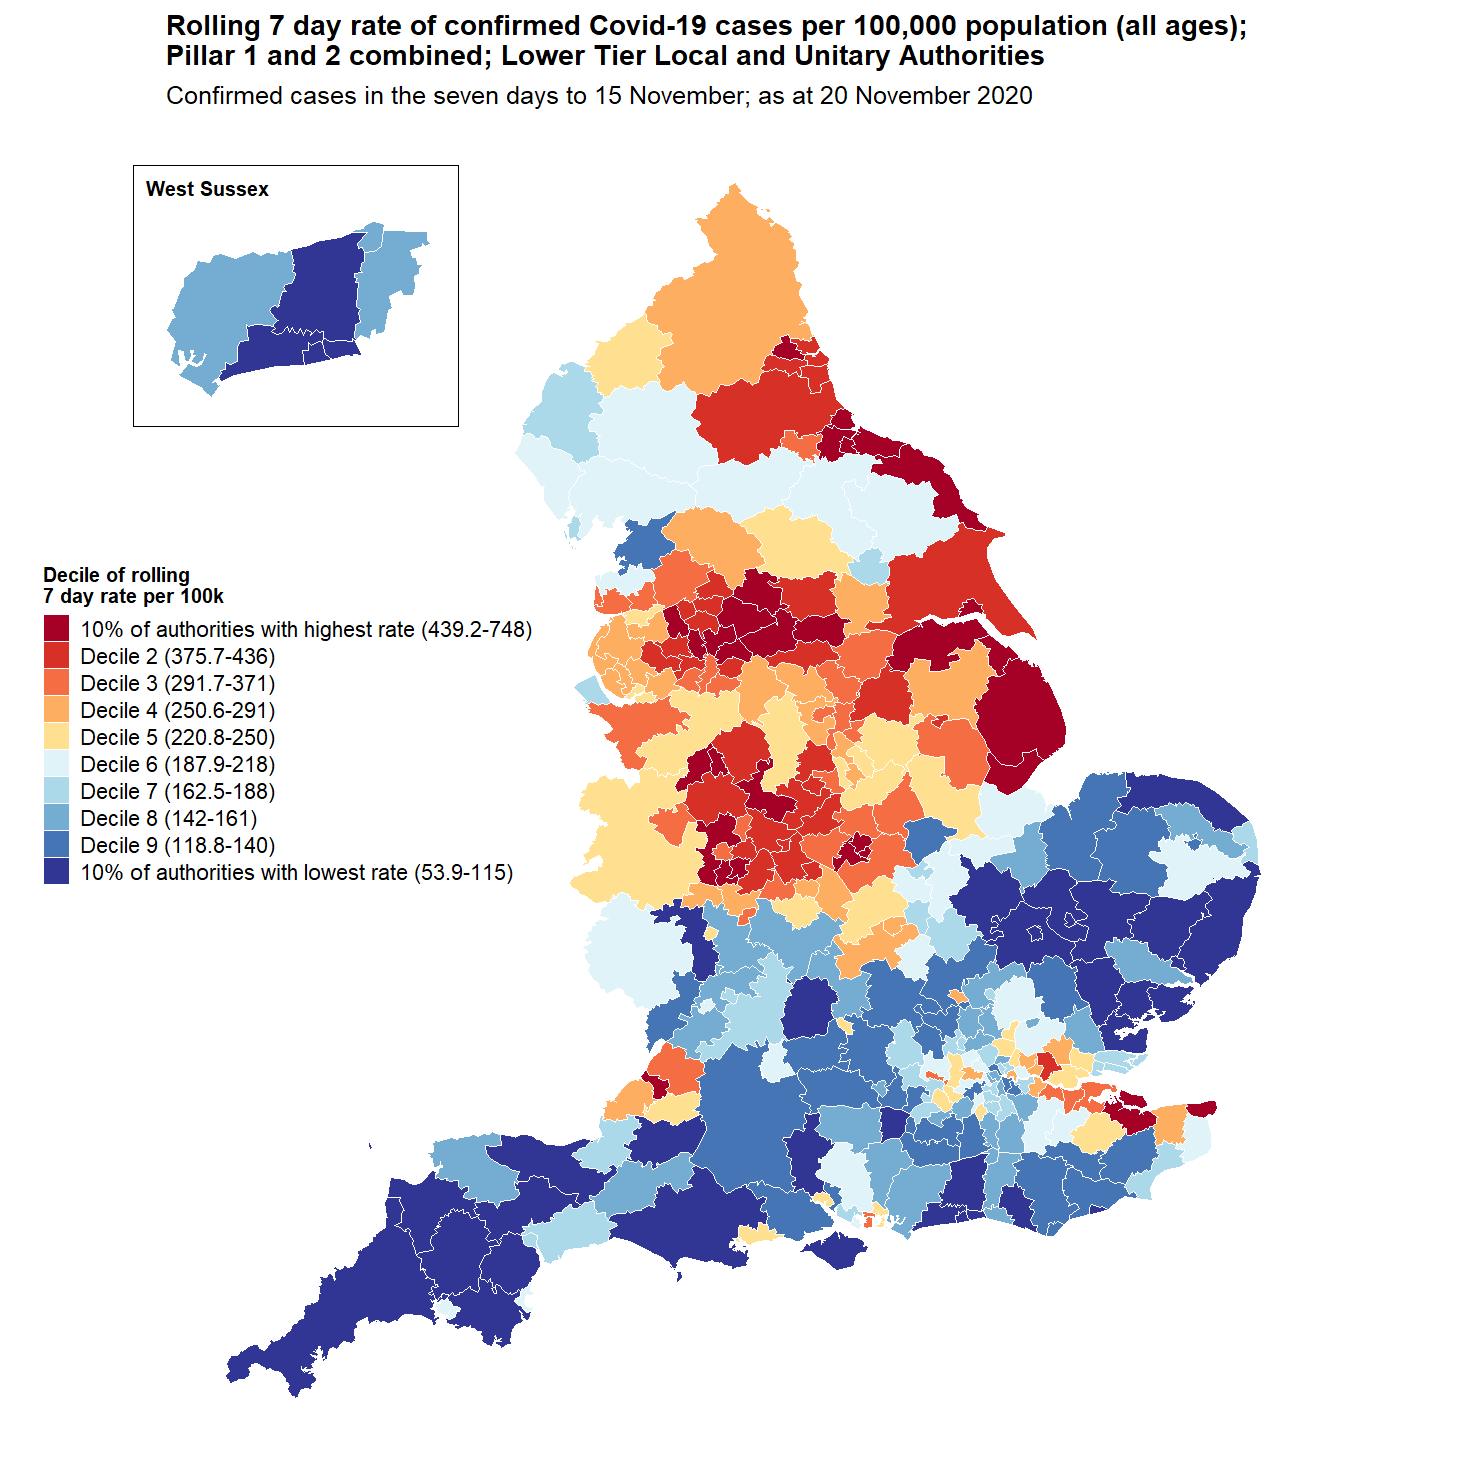 Rolling 7 day rate of confirmed Covid-19 cases per 100,000 population (all ages);
Pillar 1 and 2 combined; Lower Tier Local and Unitary Authorities
Confirmed cases in the seven days to 15 November; as at 20 November 2020
West Sussex
Decile of rolling
7 day rate per 100k
10% of authorities with highest rate (439.2-748)
Decile 2 (375.7-436)
Decile 3 (291.7-371)
Decile 4 (250.6-291)
Decile 5 (220.8-250)
Decile 6 (187.9-218)
Decile 7 (162.5-188)
Decile 8 (142-161)
Decile 9 (118.8-140)
10% of authorities with lowest rate (53.9-115)